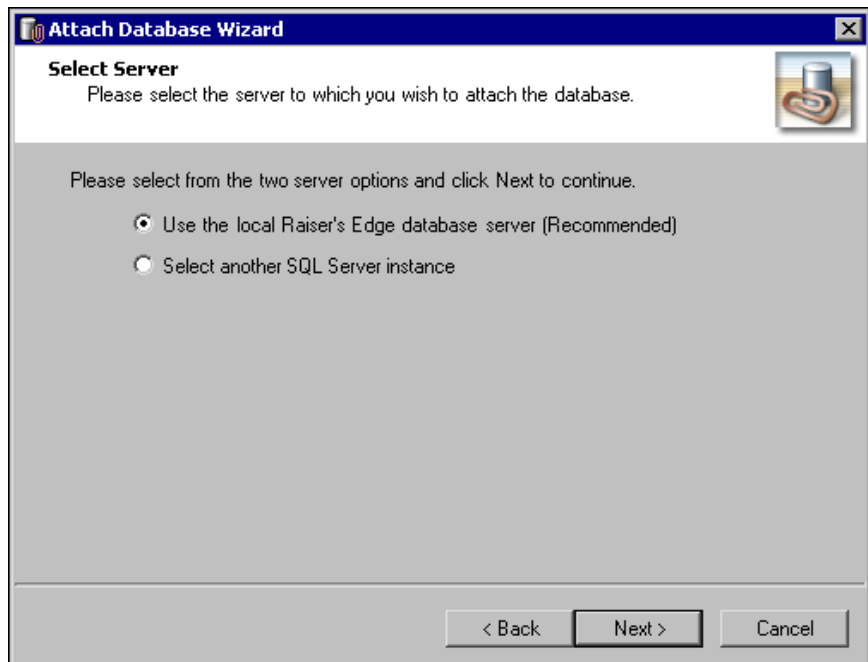 Attach Database Wizard
Select Server
Please select the server to which you wish to attach the database.
Please select from the two server options and click Next to continue.
Use the local Raiser's Edge database server (Recommended)
Select another SQL Server instance
< Back Next > Cancel